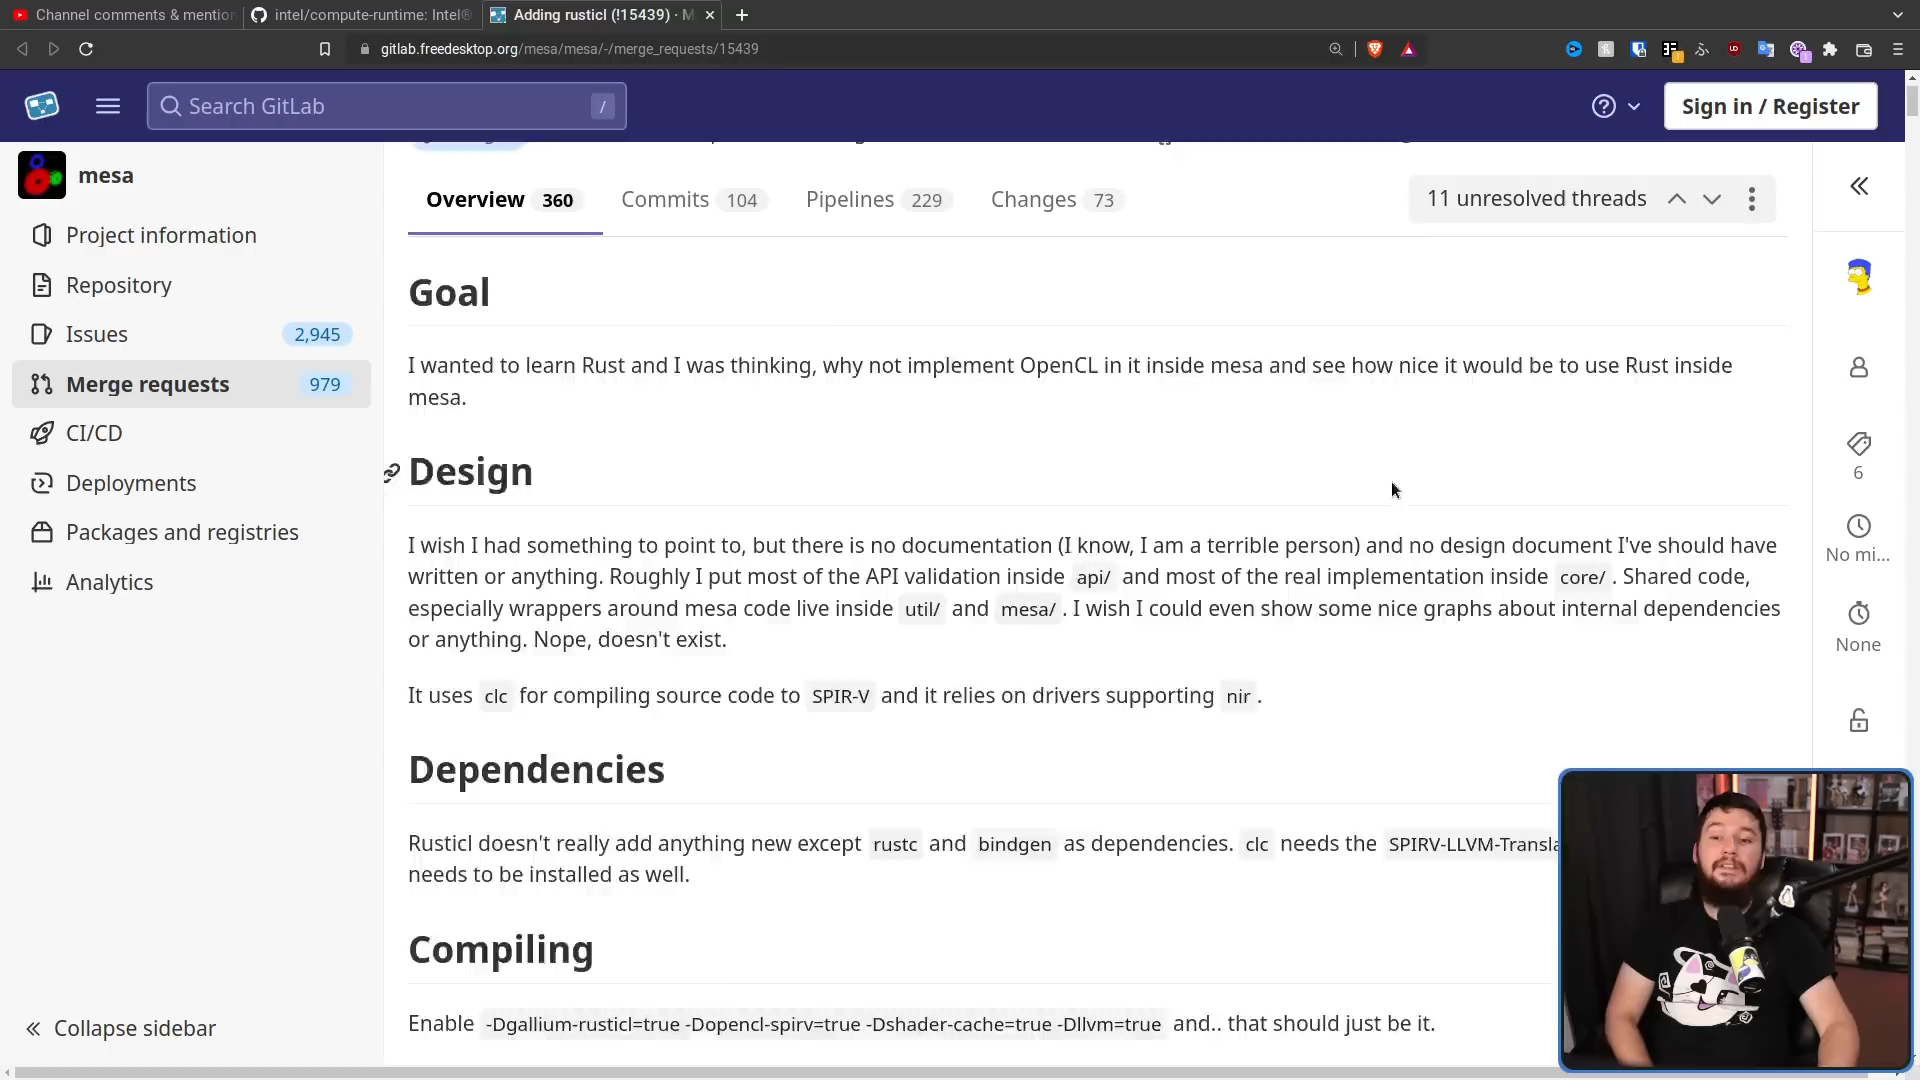 Channel comments & mention
intel/compute-runtime: Intel®
Adding rusticl (!15439) · M
gitlab.freedesktop.org/mesa/mesa/-/merge_requests/15439
Search GitLab
/
Sign in / Register
mesa
Project information
Repository
Issues 2,945
Merge requests 979
CI/CD
Deployments
Packages and registries
Analytics
Collapse sidebar
Overview 360
Commits 104
Pipelines 229
Changes 73
11 unresolved threads
Goal
I wanted to learn Rust and I was thinking, why not implement OpenCL in it inside mesa and see how nice it would be to use Rust inside
mesa.
Design
I wish I had something to point to, but there is no documentation (I know, I am a terrible person) and no design document I've should have
written or anything. Roughly I put most of the API validation inside api/ and most of the real implementation inside core/ . Shared code,
especially wrappers around mesa code live inside util/ and mesa/ . I wish I could even show some nice graphs about internal dependencies
or anything. Nope, doesn't exist.
It uses clc for compiling source code to SPIR-V and it relies on drivers supporting nir .
Dependencies
Rusticl doesn't really add anything new except rustc and bindgen as dependencies. clc needs the SPIRV-LLVM-Transla
needs to be installed as well.
Compiling
Enable -Dgallium-rusticl=true -Dopencl-spirv=true -Dshader-cache=true -Dllvm=true and.. that should just be it.
6
No mi...
None